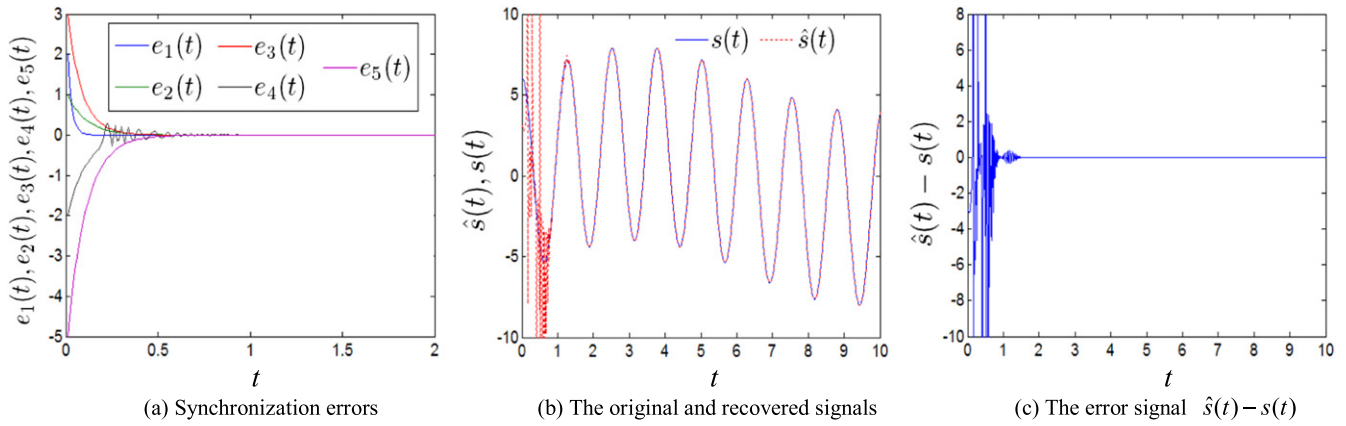 e₁(t), e₂(t), e₃(t), e₄(t), e₅(t)
3
2
1
0
-1
-2
-3
-4
-5
e₁(t) e₃(t)
e₅(t)
e₂(t) e₄(t)
0 0.5 1 1.5 2
t
(a) Synchronization errors
ŝ(t), s(t)
10
5
0
-5
-10
s(t) ŝ(t)
0 1 2 3 4 5 6 7 8 9 10
t
(b) The original and recovered signals
ŝ(t) − s(t)
8
6
4
2
0
-2
-4
-6
-8
-10
0 1 2 3 4 5 6 7 8 9 10
t
(c) The error signal ŝ(t) − s(t)